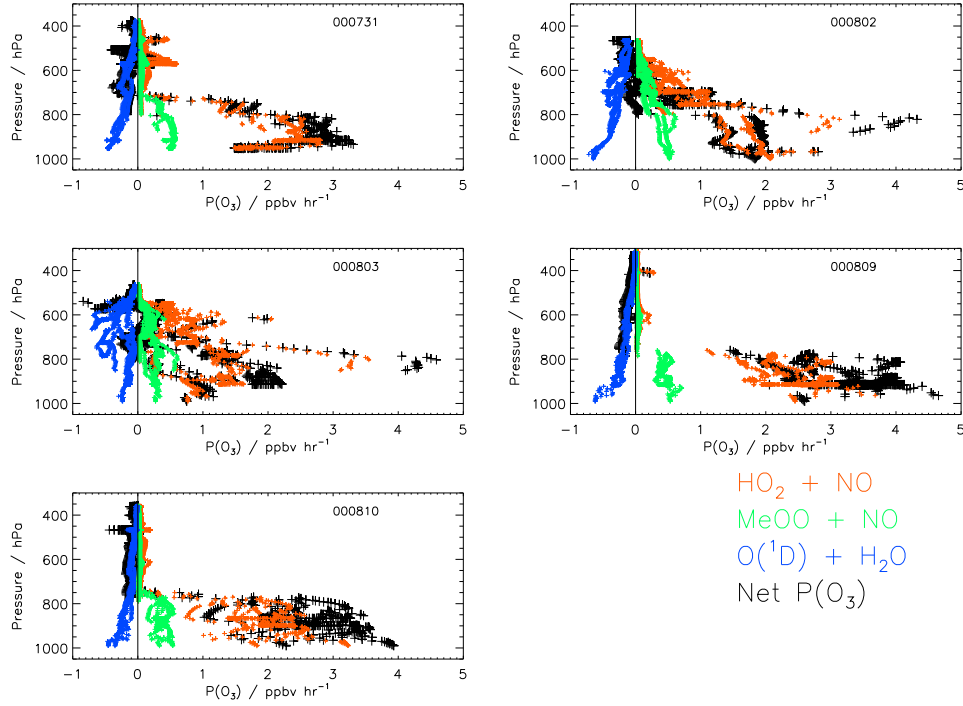 000731
400
600
800
1000
Pressure / hPa
-1 0 1 2 3 4 5
P(O₃) / ppbv hr⁻¹
000802
400
600
800
1000
Pressure / hPa
-1 0 1 2 3 4 5
P(O₃) / ppbv hr⁻¹
000803
400
600
800
1000
Pressure / hPa
-1 0 1 2 3 4 5
P(O₃) / ppbv hr⁻¹
000809
400
600
800
1000
Pressure / hPa
-1 0 1 2 3 4 5
P(O₃) / ppbv hr⁻¹
000810
400
600
800
1000
Pressure / hPa
-1 0 1 2 3 4 5
P(O₃) / ppbv hr⁻¹
HO₂ + NO
MeOO + NO
O(¹D) + H₂O
Net P(O₃)